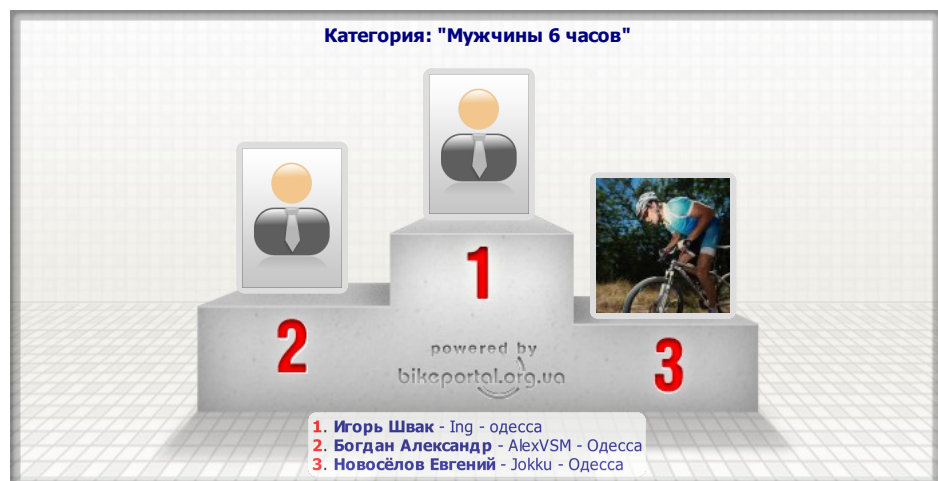 Категория: "Мужчины 6 часов"
1
2
3
powered by
bikeportal.org.ua
1. Игорь Швак - Ing - одесса
2. Богдан Александр - AlexVSM - Одесса
3. Новосёлов Евгений - Jokku - Одесса